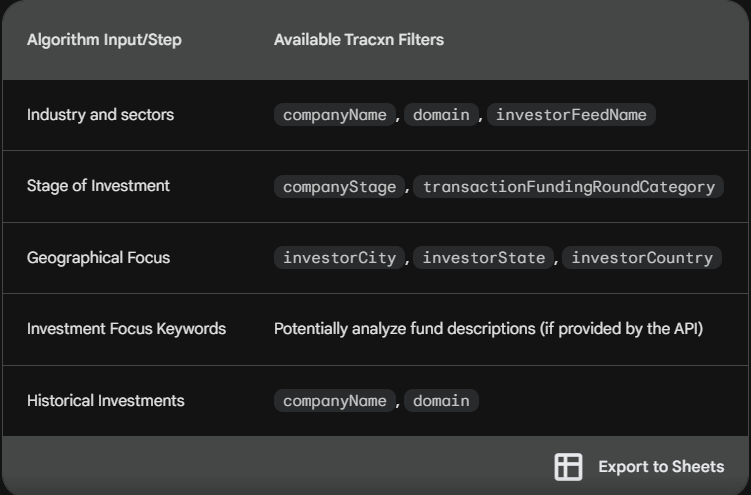 Algorithm Input/Step Available Tracxn Filters
Industry and sectors companyName, domain, investorFeedName
Stage of Investment companyStage, transactionFundingRoundCategory
Geographical Focus investorCity, investorState, investorCountry
Investment Focus Keywords Potentially analyze fund descriptions (if provided by the API)
Historical Investments companyName, domain
Export to Sheets